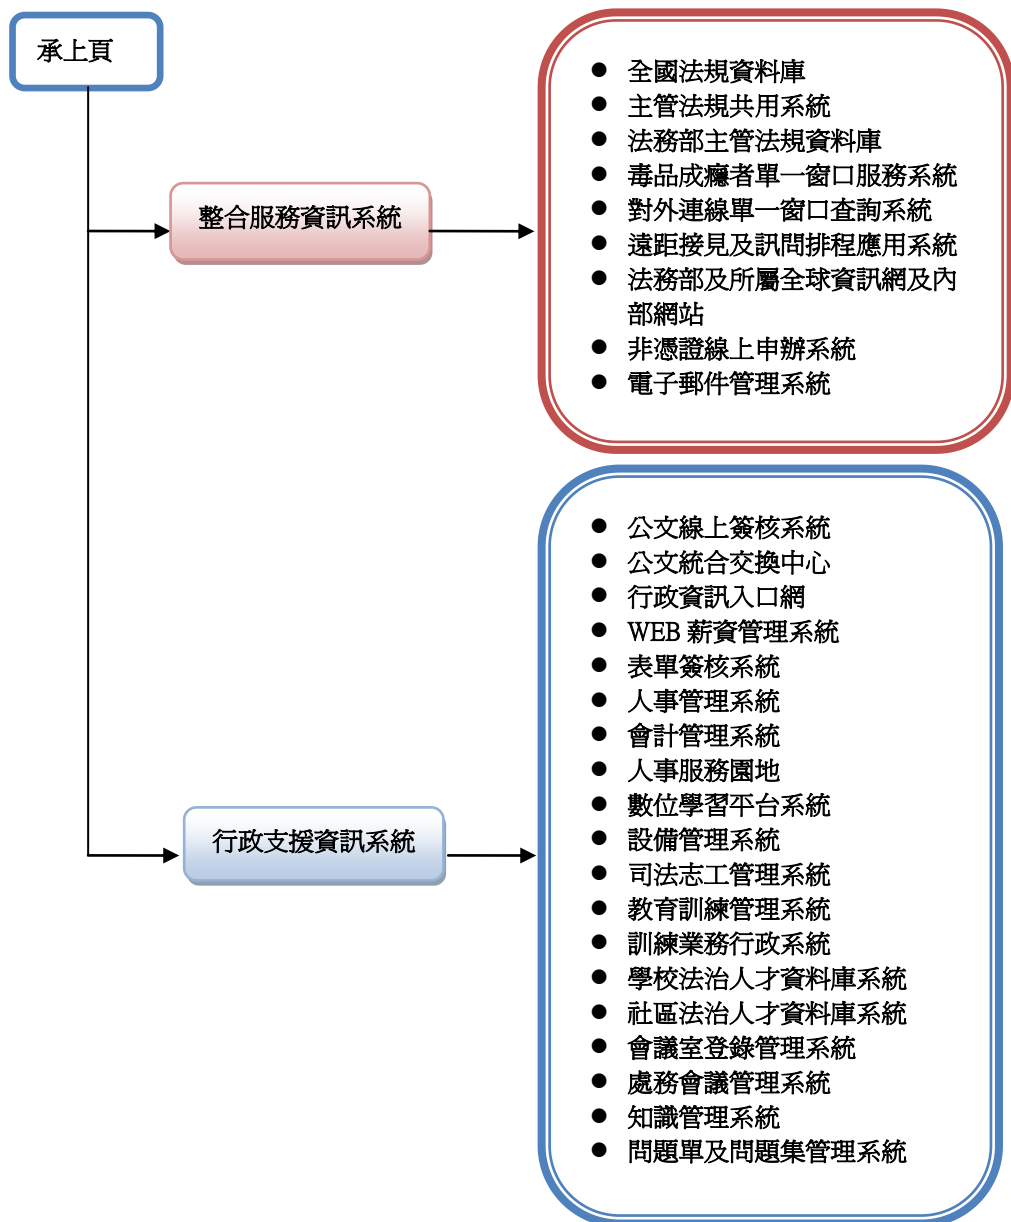 承上頁
整合服務資訊系統
● 全國法規資料庫
● 主管法規共用系統
● 法務部主管法規資料庫
● 毒品成癮者單一窗口服務系統
● 對外連線單一窗口查詢系統
● 遠距接見及訊問排程應用系統
● 法務部及所屬全球資訊網及內
部網站
● 非憑證線上申辦系統
● 電子郵件管理系統
行政支援資訊系統
● 公文線上簽核系統
● 公文統合交換中心
● 行政資訊入口網
● WEB 薪資管理系統
● 表單簽核系統
● 人事管理系統
● 會計管理系統
● 人事服務園地
● 數位學習平台系統
● 設備管理系統
● 司法志工管理系統
● 教育訓練管理系統
● 訓練業務行政系統
● 學校法治人才資料庫系統
● 社區法治人才資料庫系統
● 會議室登錄管理系統
● 處務會議管理系統
● 知識管理系統
● 問題單及問題集管理系統